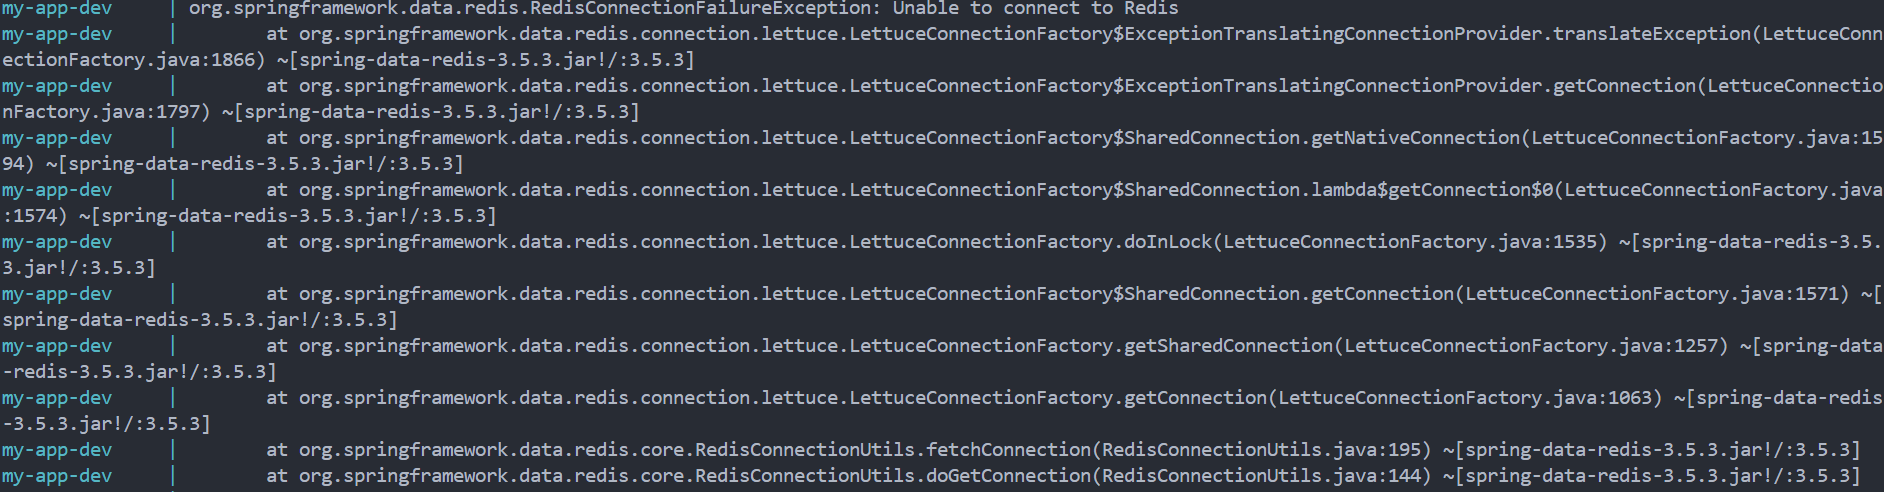 my-app-dev     | org.springframework.data.redis.RedisConnectionFailureException: Unable to connect to Redis
my-app-dev     |        at org.springframework.data.redis.connection.lettuce.LettuceConnectionFactory$ExceptionTranslatingConnectionProvider.translateException(LettuceConn
ectionFactory.java:1866) ~[spring-data-redis-3.5.3.jar!/:3.5.3]
my-app-dev     |        at org.springframework.data.redis.connection.lettuce.LettuceConnectionFactory$ExceptionTranslatingConnectionProvider.getConnection(LettuceConnectio
nFactory.java:1797) ~[spring-data-redis-3.5.3.jar!/:3.5.3]
my-app-dev     |        at org.springframework.data.redis.connection.lettuce.LettuceConnectionFactory$SharedConnection.getNativeConnection(LettuceConnectionFactory.java:15
94) ~[spring-data-redis-3.5.3.jar!/:3.5.3]
my-app-dev     |        at org.springframework.data.redis.connection.lettuce.LettuceConnectionFactory$SharedConnection.lambda$getConnection$0(LettuceConnectionFactory.java
:1574) ~[spring-data-redis-3.5.3.jar!/:3.5.3]
my-app-dev     |        at org.springframework.data.redis.connection.lettuce.LettuceConnectionFactory.doInLock(LettuceConnectionFactory.java:1535) ~[spring-data-redis-3.5.
3.jar!/:3.5.3]
my-app-dev     |        at org.springframework.data.redis.connection.lettuce.LettuceConnectionFactory$SharedConnection.getConnection(LettuceConnectionFactory.java:1571) ~[
spring-data-redis-3.5.3.jar!/:3.5.3]
my-app-dev     |        at org.springframework.data.redis.connection.lettuce.LettuceConnectionFactory.getSharedConnection(LettuceConnectionFactory.java:1257) ~[spring-data
-redis-3.5.3.jar!/:3.5.3]
my-app-dev     |        at org.springframework.data.redis.connection.lettuce.LettuceConnectionFactory.getConnection(LettuceConnectionFactory.java:1063) ~[spring-data-redis
-3.5.3.jar!/:3.5.3]
my-app-dev     |        at org.springframework.data.redis.core.RedisConnectionUtils.fetchConnection(RedisConnectionUtils.java:195) ~[spring-data-redis-3.5.3.jar!/:3.5.3]
my-app-dev     |        at org.springframework.data.redis.core.RedisConnectionUtils.doGetConnection(RedisConnectionUtils.java:144) ~[spring-data-redis-3.5.3.jar!/:3.5.3]